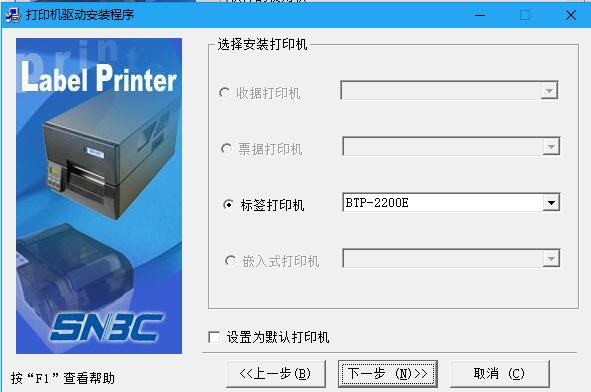 打印机驱动安装程序
Label Printer
SNBC
选择安装打印机
收据打印机
票据打印机
标签打印机 BTP-2200E
嵌入式打印机
设置为默认打印机
按“F1”查看帮助
<<上一步(B) 下一步 (N)>> 取消 (C)